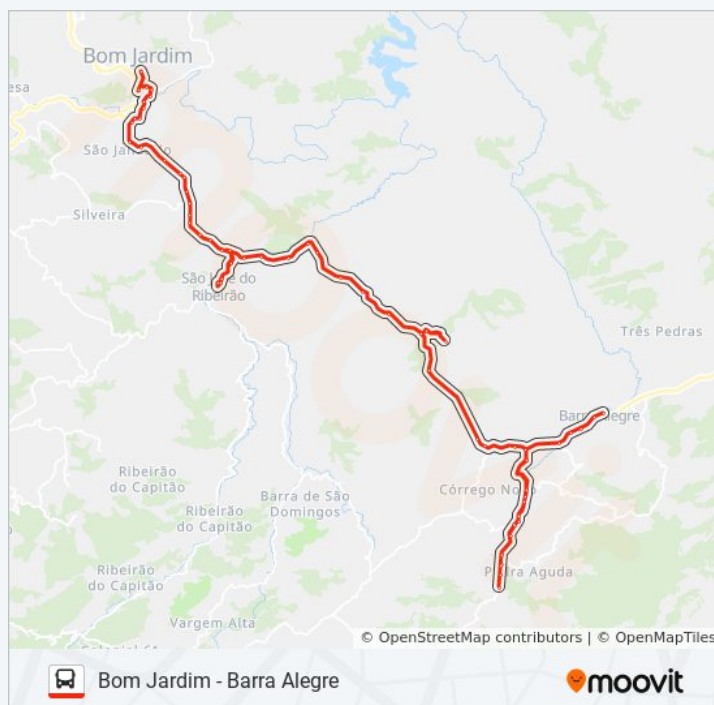 Bom Jardim
esa
São Januário
Silveira
São José do
Ribeirão
Três Pedras
Barra Alegre
Ribeirão
do Capitão
Ribeirão
do Capitão
Barra de São
Domingos
Córrego Novo
Ribeirão
do Capitão
Pedra Aguda
Vargem Alta
© OpenStreetMap contributors | © OpenMapTiles
Bom Jardim - Barra Alegre
moovit